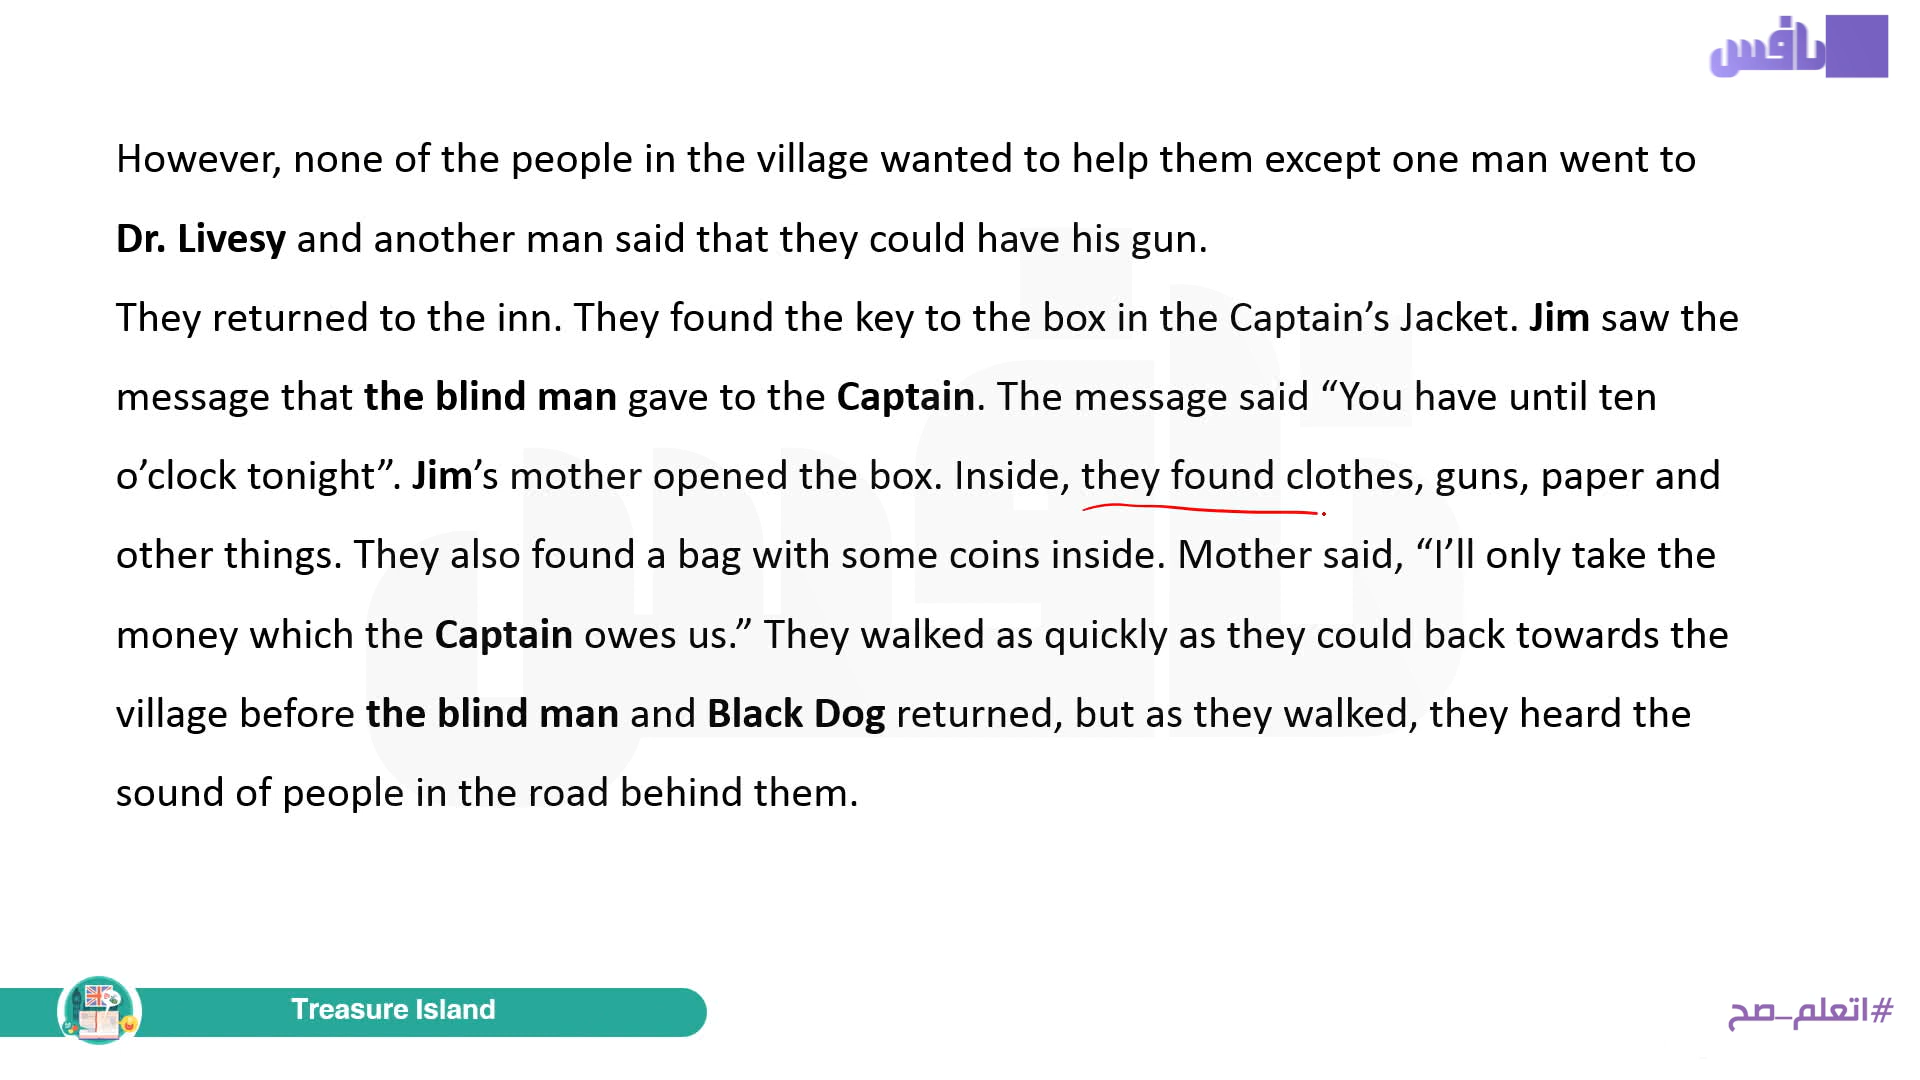 نافس
However, none of the people in the village wanted to help them except one man went to
Dr. Livesy and another man said that they could have his gun.
They returned to the inn. They found the key to the box in the Captain’s Jacket. Jim saw the
message that the blind man gave to the Captain. The message said “You have until ten
o’clock tonight”. Jim’s mother opened the box. Inside, they found clothes, guns, paper and
other things. They also found a bag with some coins inside. Mother said, “I’ll only take the
money which the Captain owes us.” They walked as quickly as they could back towards the
village before the blind man and Black Dog returned, but as they walked, they heard the
sound of people in the road behind them.
Treasure Island
#اتعلم_صح